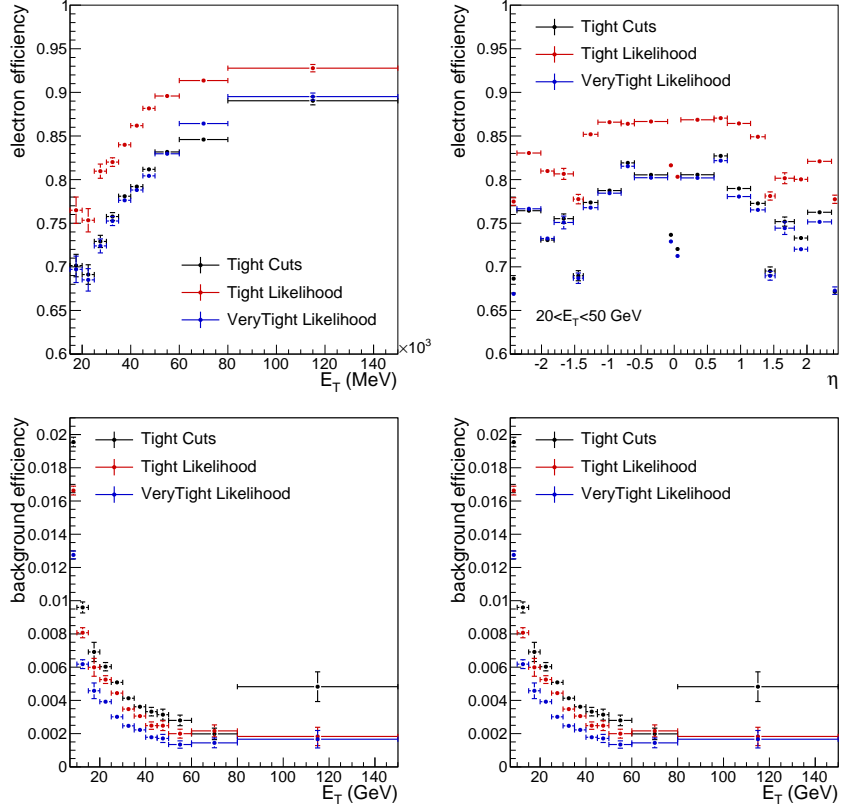 electron efficiency
1
0.95
0.9
0.85
0.8
0.75
0.7
0.65
0.6
Tight Cuts
Tight Likelihood
VeryTight Likelihood
20 40 60 80 100 120 140
×10³
E_T (MeV)
electron efficiency
1
0.95
0.9
0.85
0.8
0.75
0.7
0.65
0.6
Tight Cuts
Tight Likelihood
VeryTight Likelihood
20<E_T<50 GeV
-2 -1.5 -1 -0.5 0 0.5 1 1.5 2
η
background efficiency
0.02
0.018
0.016
0.014
0.012
0.01
0.008
0.006
0.004
0.002
0
Tight Cuts
Tight Likelihood
VeryTight Likelihood
20 40 60 80 100 120 140
E_T (GeV)
background efficiency
0.02
0.018
0.016
0.014
0.012
0.01
0.008
0.006
0.004
0.002
0
Tight Cuts
Tight Likelihood
VeryTight Likelihood
20 40 60 80 100 120 140
E_T (GeV)